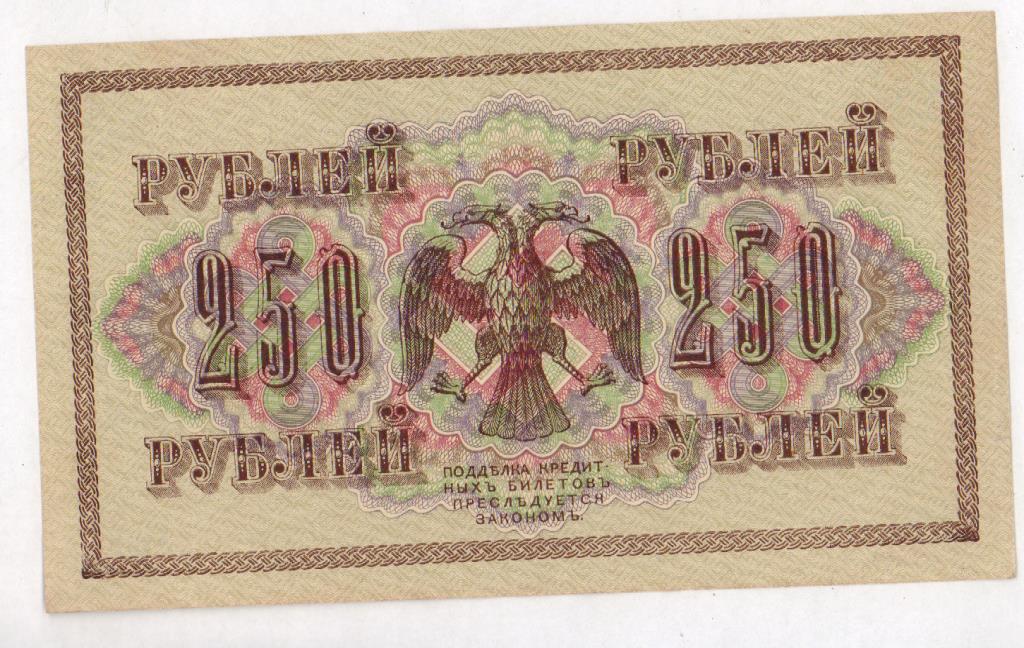 РУБЛЕЙ РУБЛЕЙ
250 250
РУБЛЕЙ РУБЛЕЙ
ПОДДѢЛКА КРЕДИТ-
НЫХЪ БИЛЕТОВЪ
ПРЕСЛѢДУЕТСЯ
ЗАКОНОМЪ.